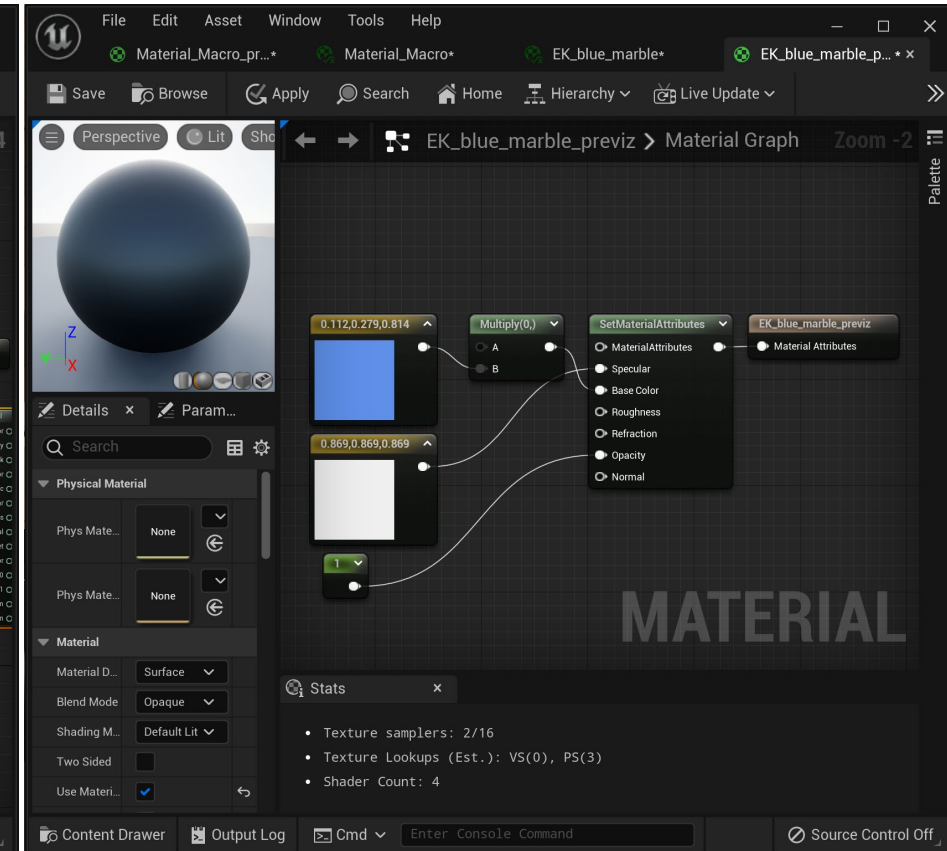 File Edit Asset Window Tools Help
Material_Macro_pr...* Material_Macro* EK_blue_marble* EK_blue_marble_p... *
Save Browse Apply Search Home Hierarchy Live Update
Perspective Lit Sho
EK_blue_marble_previz Material Graph Zoom -2
Palette
Z
X
0.112,0.279,0.814
Multiply(0,)
A
B
SetMaterialAttributes
MaterialAttributes
Specular
Base Color
Roughness
Refraction
Opacity
Normal
EK_blue_marble_previz
Material Attributes
0.869,0.869,0.869
1
MATERIAL
Details Param...
Search
Physical Material
Phys Mate... None
Phys Mate... None
Material
Material D... Surface
Blend Mode Opaque
Shading M... Default Lit
Two Sided
Use Materi...
Stats
Texture samplers: 2/16
Texture Lookups (Est.): VS(0), PS(3)
Shader Count: 4
Content Drawer Output Log Cmd Enter Console Command Source Control Off